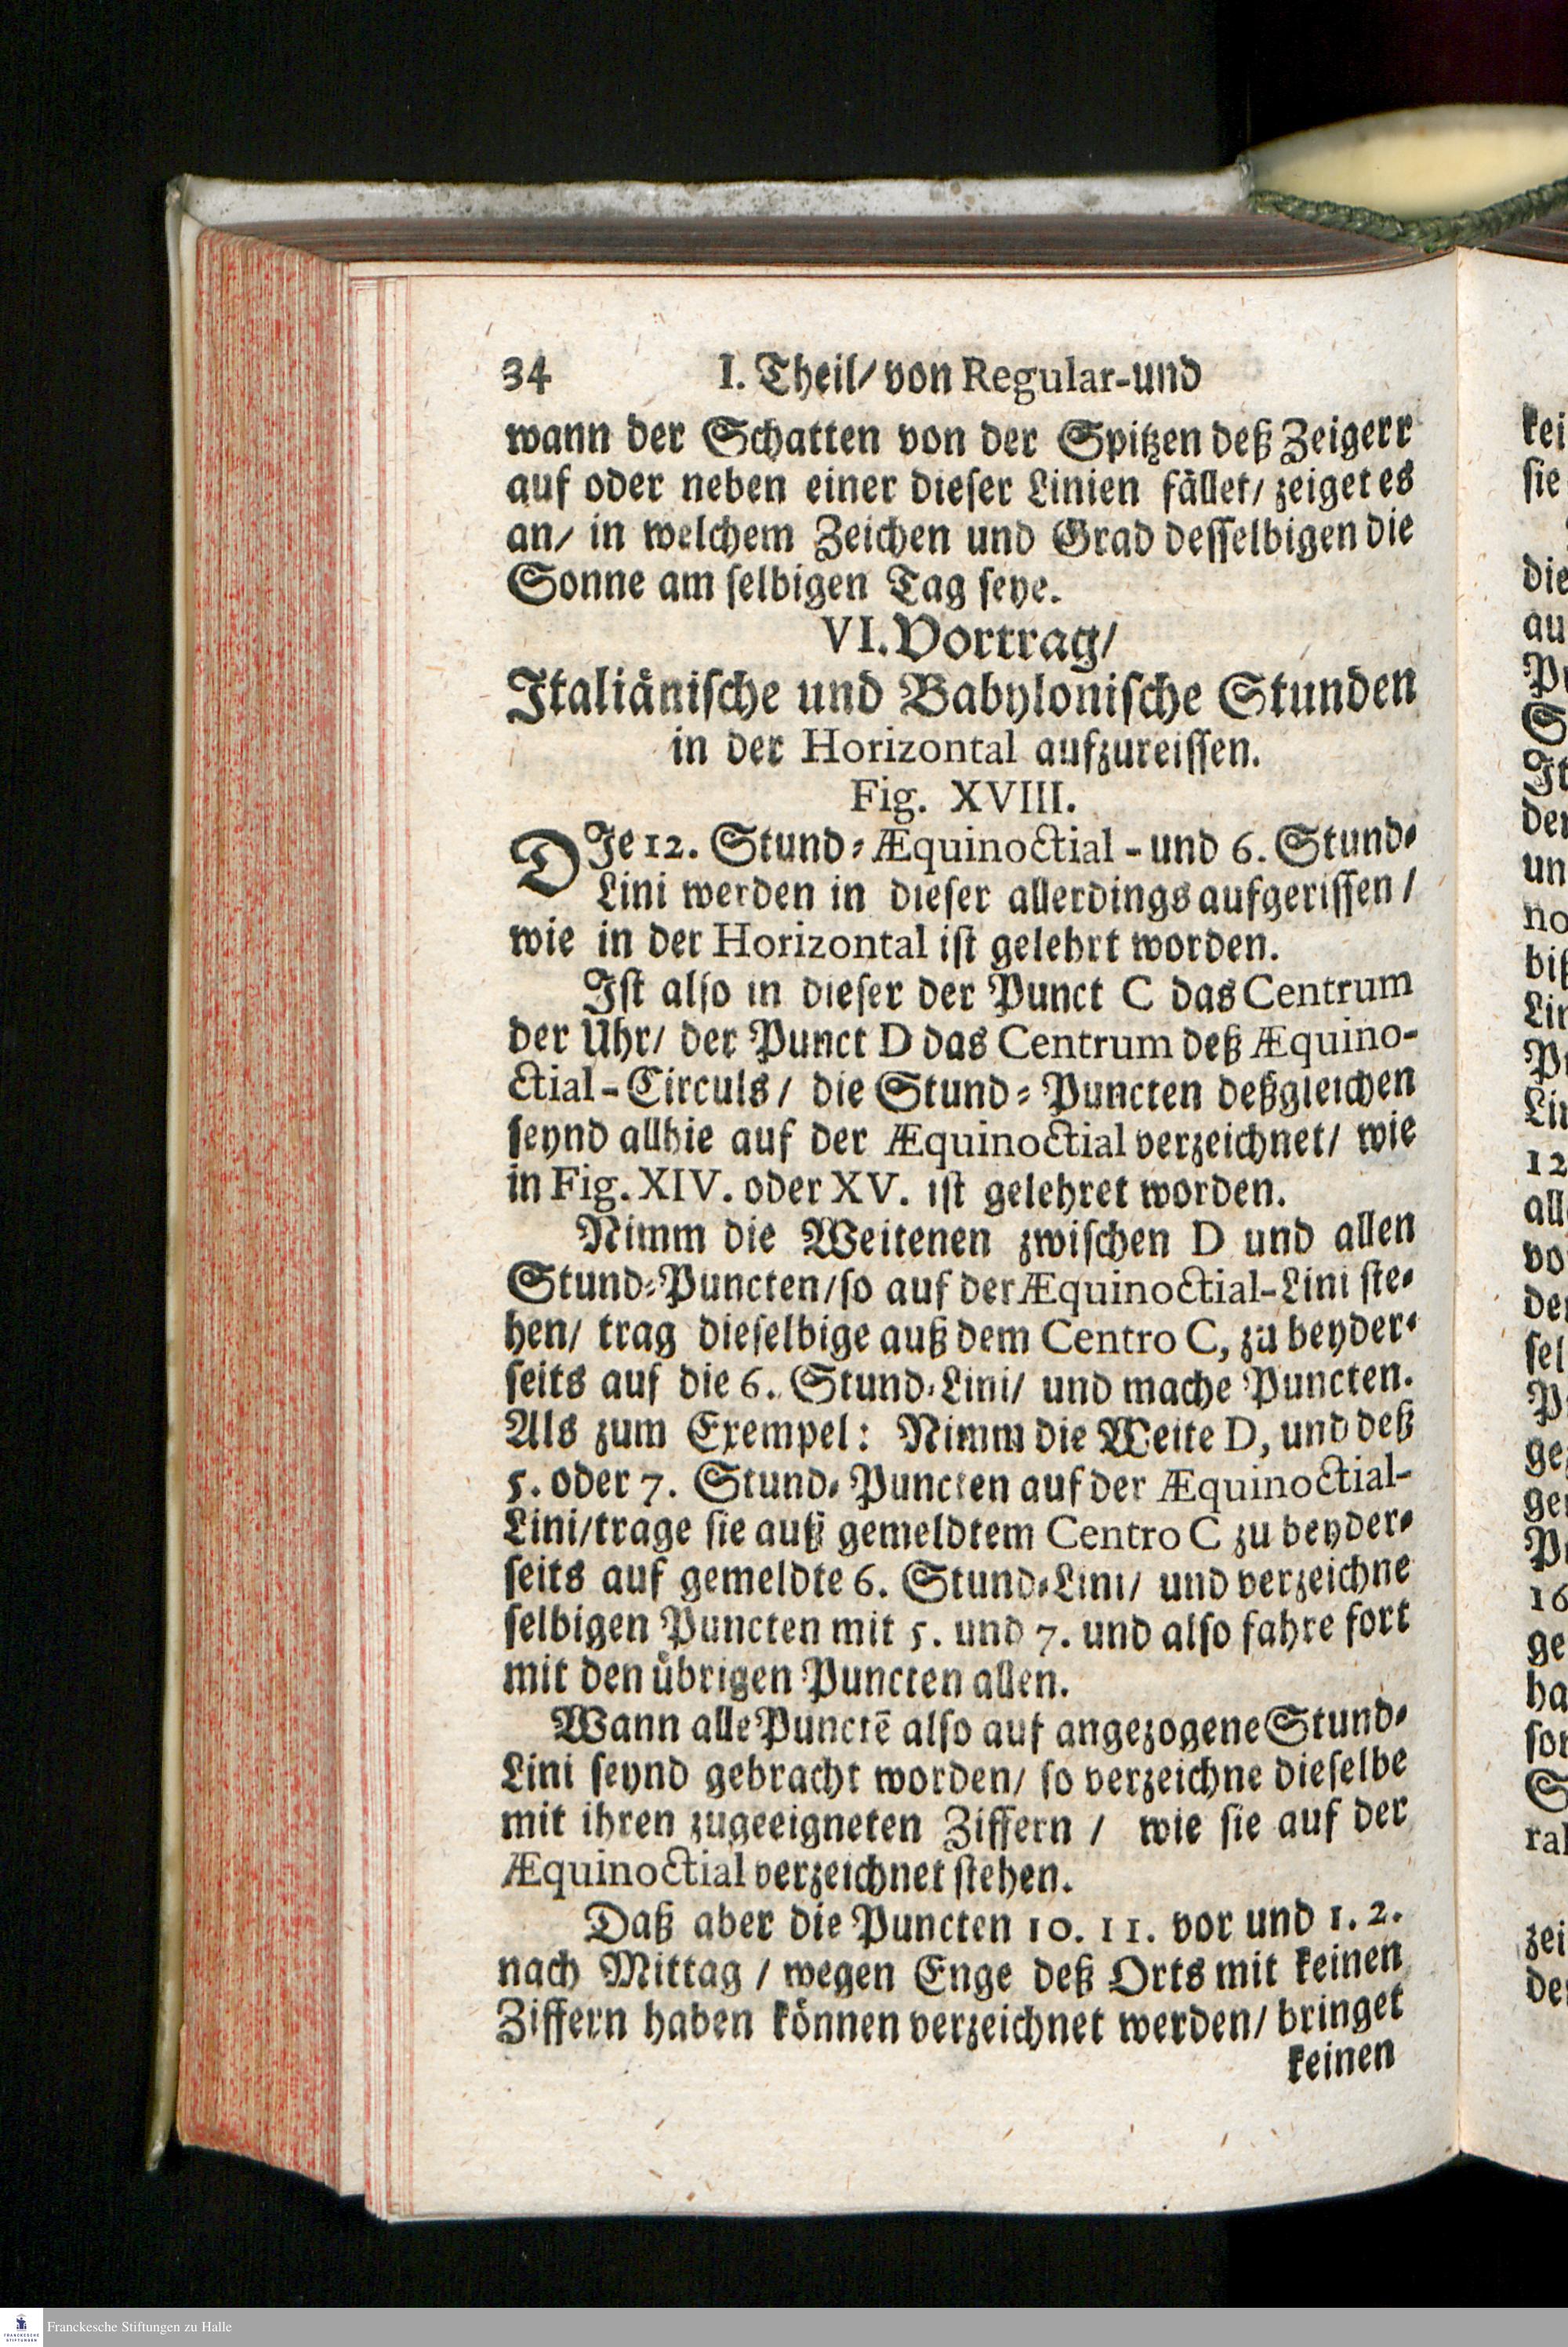 34 I. Theil/ von Regular-und
wann der Schatten von der Spitzen deß Zeigerr
auf oder neben einer dieser Linien fället/ zeiget es
an/ in welchem Zeichen und Grad desselbigen die
Sonne am selbigen Tag seye.
VI. Vortrag/
Italiänische und Babylonische Stunden
in der Horizontal aufzureissen.
Fig. XVIII.
DIe 12. Stund-Æquinoctial-und 6. Stund-
Lini werden in dieser allerdings aufgerissen/
wie in der Horizontal ist gelehrt worden.
Ist also in dieser der Punct C das Centrum
der Uhr/ der Punct D das Centrum deß Æquino-
ctial-Circuls/ die Stund-Puncten deßgleichen
seynd allhie auf der Æquinoctial verzeichnet/ wie
in Fig. XIV. oder XV. ist gelehret worden.
Nimm die Weitenen zwischen D und allen
Stund-Puncten/ so auf der Æquinoctial-Lini ste-
hen/ trag dieselbige auß dem Centro C, zu beyder-
seits auf die 6. Stund-Lini/ und mache Puncten.
Als zum Exempel: Nimm die Weite D, und deß
5. oder 7. Stund-Puncten auf der Æquinoctial-
Lini/ trage sie auß gemeldtem Centro C zu beyder-
seits auf gemeldte 6. Stund-Lini/ und verzeichne
selbigen Puncten mit 5. und 7. und also fahre fort
mit den übrigen Puncten allen.
Wann alle Punctē also auf angezogene Stund-
Lini seynd gebracht worden/ so verzeichne dieselbe
mit ihren zugeeigneten Ziffern/ wie sie auf der
Æquinoctial verzeichnet stehen.
Daß aber die Puncten 10. 11. vor und 1. 2.
nach Mittag/ wegen Enge deß Orts mit keinen
Ziffern haben können verzeichnet werden/ bringet
keinen
Franckesche Stiftungen zu Halle